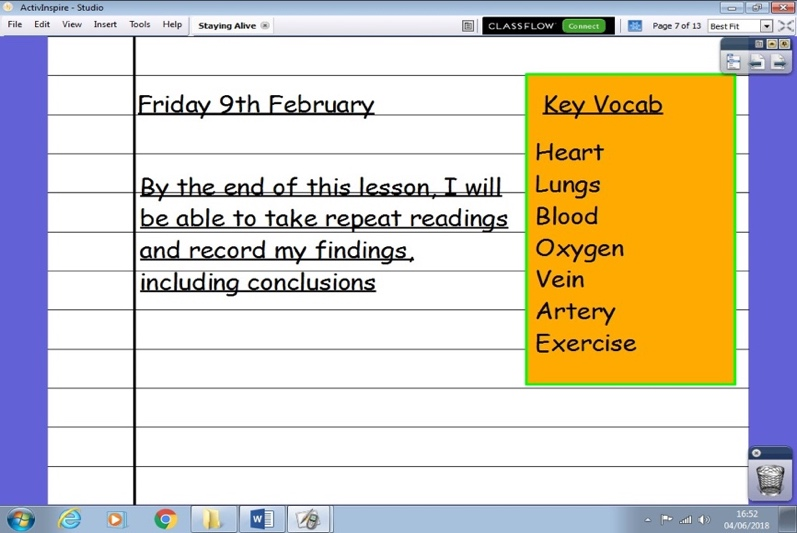 ActivInspire - Studio
File Edit View Insert Tools Help Staying Alive CLASSFLOW Connect Page 7 of 13 Best Fit
Friday 9th February
By the end of this lesson, I will
be able to take repeat readings
and record my findings,
including conclusions
Key Vocab
Heart
Lungs
Blood
Oxygen
Vein
Artery
Exercise
16:52
04/06/2018